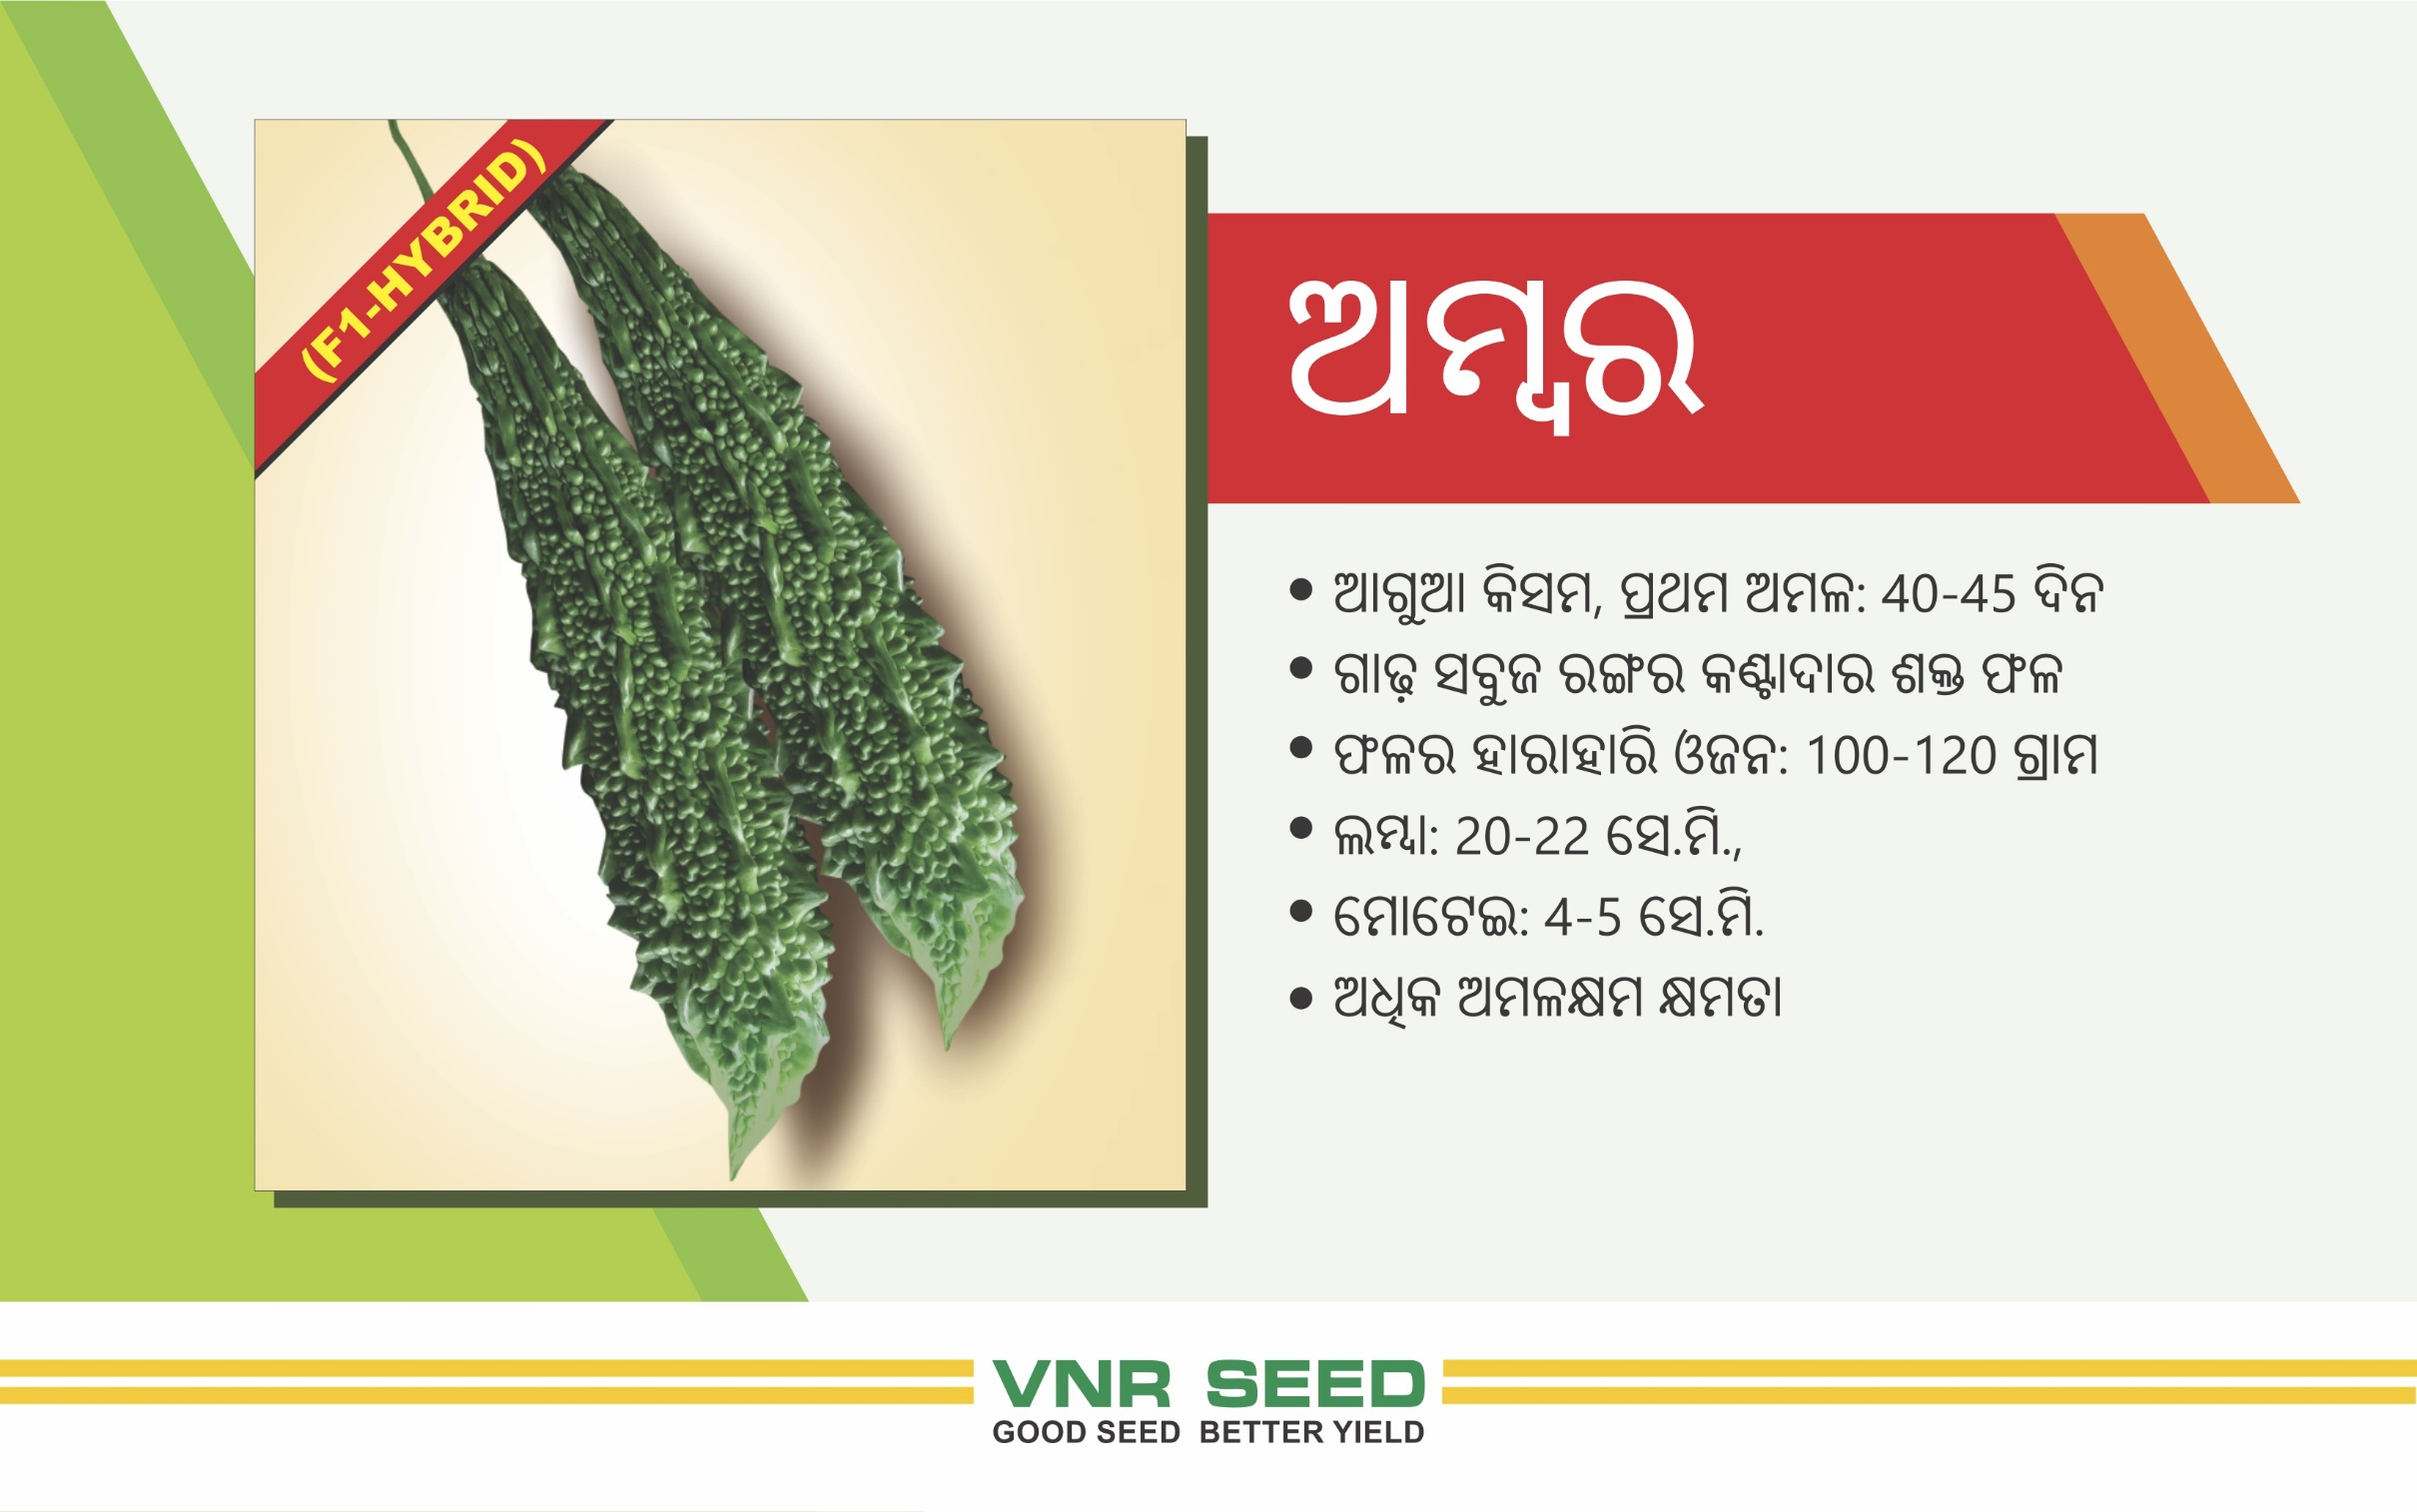 (F1-HYBRID)
ଅମ୍ବର
• ଆଗୁଆ କିସମ, ପ୍ରଥମ ଅମଳ: 40-45 ଦିନ
• ଗାଢ଼ ସବୁଜ ରଙ୍ଗର କଣ୍ଟାଦାର ଶକ୍ତ ଫଳ
• ଫଳର ହାରାହାରି ଓଜନ: 100-120 ଗ୍ରାମ
• ଲମ୍ବା: 20-22 ସେ.ମି.,
• ମୋଟେଇ: 4-5 ସେ.ମି.
• ଅଧିକ ଅମଳକ୍ଷମ କ୍ଷମତା
VNR SEED
GOOD SEED BETTER YIELD